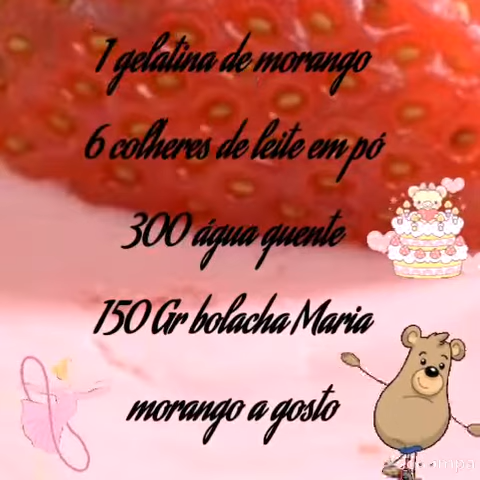 1 gelatina de morango
6 colheres de leite em pó
300 água quente
150 Gr bolacha Maria
morango a gosto